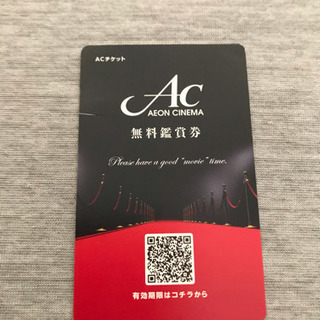 ACチケット
AC
AEON CINEMA
無料鑑賞券
Please have a good "movie" time.
有効期限はコチラから